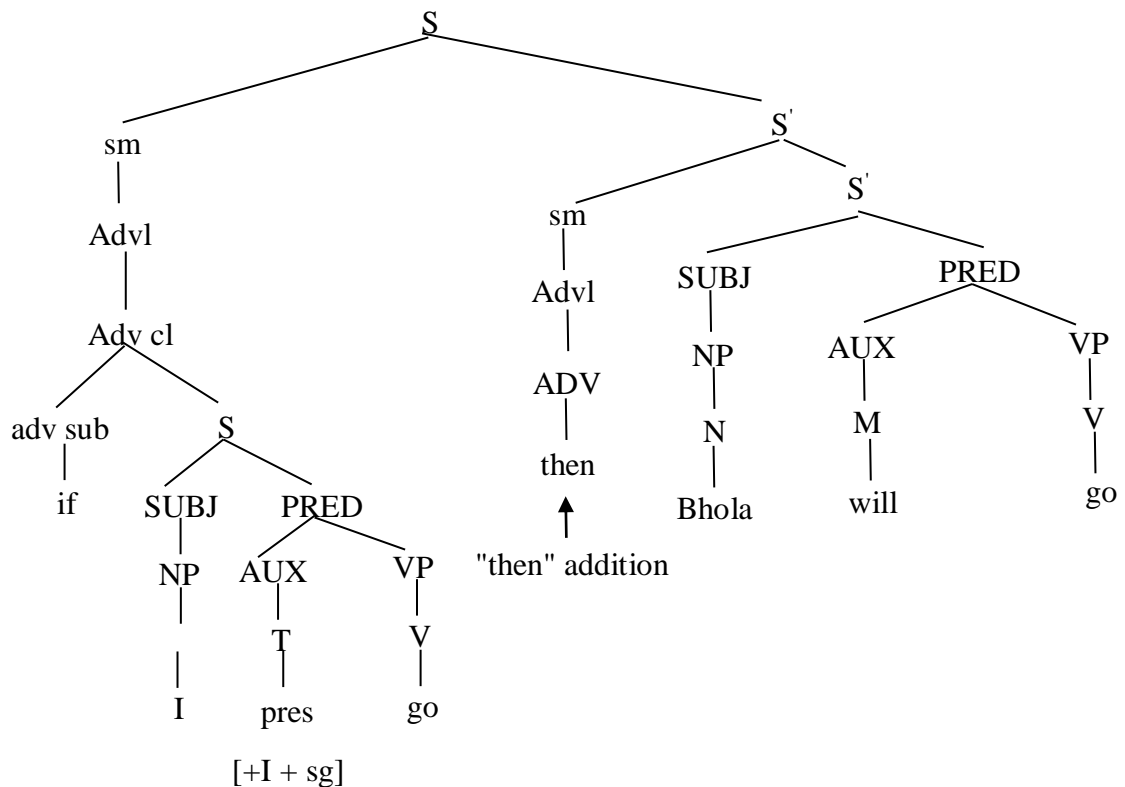 S
sm S'
Advl sm S'
Adv cl Advl SUBJ PRED
adv sub S ADV NP AUX VP
if SUBJ PRED then N M V
NP AUX VP "then" addition Bhola will go
T V
I pres go
[+I + sg]